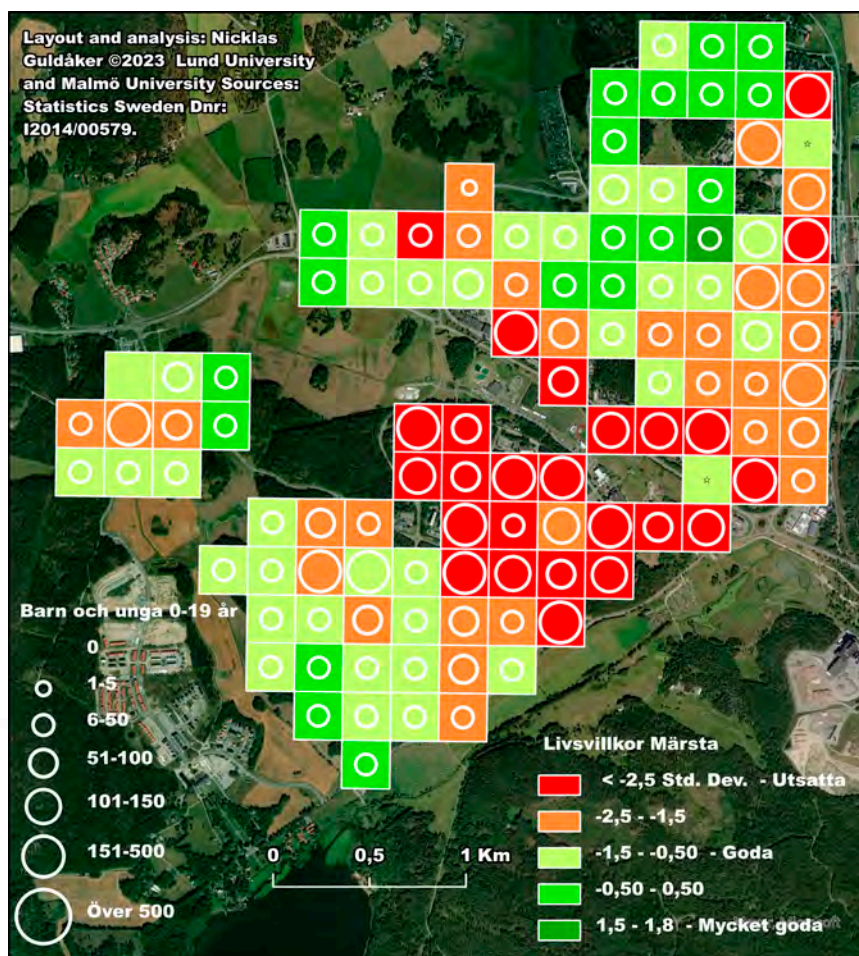 Layout and analysis: Nicklas
Guldåker ©2023 Lund University
and Malmö University Sources:
Statistics Sweden Dnr:
I2014/00579.
Barn och unga 0-19 år
0
1-5
6-50
51-100
101-150
151-500
Över 500
0 0,5 1 Km
Livsvillkor Märsta
< -2,5 Std. Dev. - Utsatta
-2,5 - -1,5
-1,5 - -0,50 - Goda
-0,50 - 0,50
1,5 - 1,8 - Mycket goda